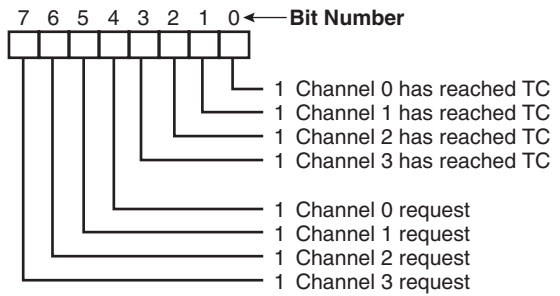 7 6 5 4 3 2 1 0 Bit Number
1 Channel 0 has reached TC
1 Channel 1 has reached TC
1 Channel 2 has reached TC
1 Channel 3 has reached TC
1 Channel 0 request
1 Channel 1 request
1 Channel 2 request
1 Channel 3 request